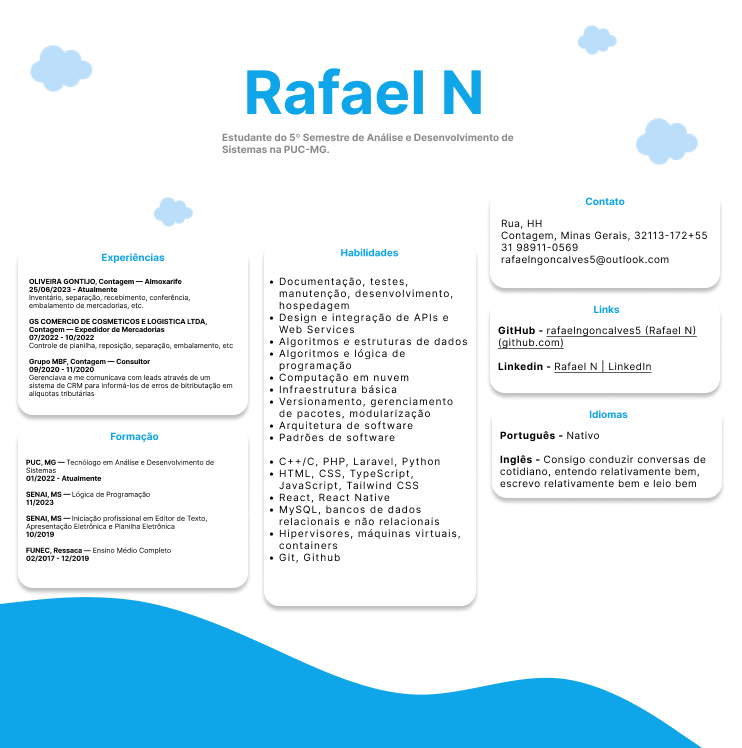 Rafael N
Estudante do 5º Semestre de Análise e Desenvolvimento de
Sistemas na PUC-MG.
Experiências
OLIVEIRA GONTIJO, Contagem — Almoxarife
25/06/2023 - Atualmente
Inventário, separação, recebimento, conferência,
embalamento de mercadorias, etc.
GS COMERCIO DE COSMETICOS E LOGISTICA LTDA,
Contagem — Expedidor de Mercadorias
07/2022 - 10/2022
Controle de planilha, reposição, separação, embalamento, etc
Grupo MBF, Contagem — Consultor
09/2020 - 11/2020
Gerenciava e me comunicava com leads através de um
sistema de CRM para informá-los de erros de bitributação em
alíquotas tributárias
Formação
PUC, MG — Tecnólogo em Análise e Desenvolvimento de
Sistemas
01/2022 - Atualmente
SENAI, MS — Lógica de Programação
11/2023
SENAI, MS — Iniciação profissional em Editor de Texto,
Apresentação Eletrônica e Planilha Eletrônica
10/2019
FUNEC, Ressaca — Ensino Médio Completo
02/2017 - 12/2019
Habilidades
• Documentação, testes,
manutenção, desenvolvimento,
hospedagem
• Design e integração de APIs e
Web Services
• Algoritmos e estruturas de dados
• Algoritmos e lógica de
programação
• Computação em nuvem
• Infraestrutura básica
• Versionamento, gerenciamento
de pacotes, modularização
• Arquitetura de software
• Padrões de software
• C++/C, PHP, Laravel, Python
• HTML, CSS, TypeScript,
JavaScript, Tailwind CSS
• React, React Native
• MySQL, bancos de dados
relacionais e não relacionais
• Hipervisores, máquinas virtuais,
containers
• Git, Github
Contato
Rua, HH
Contagem, Minas Gerais, 32113-172+55
31 98911-0569
rafaelngoncalves5@outlook.com
Links
GitHub - rafaelngoncalves5 (Rafael N)
(github.com)
Linkedin - Rafael N | LinkedIn
Idiomas
Português - Nativo
Inglês - Consigo conduzir conversas de
cotidiano, entendo relativamente bem,
escrevo relativamente bem e leio bem